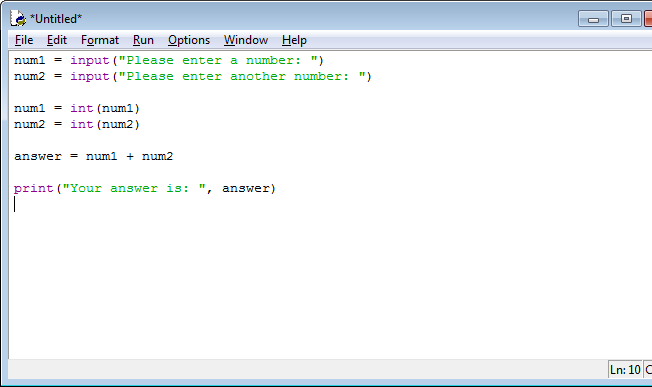 *Untitled*
File Edit Format Run Options Window Help
num1 = input("Please enter a number: ")
num2 = input("Please enter another number: ")
num1 = int(num1)
num2 = int(num2)
answer = num1 + num2
print("Your answer is: ", answer)
Ln: 10 C